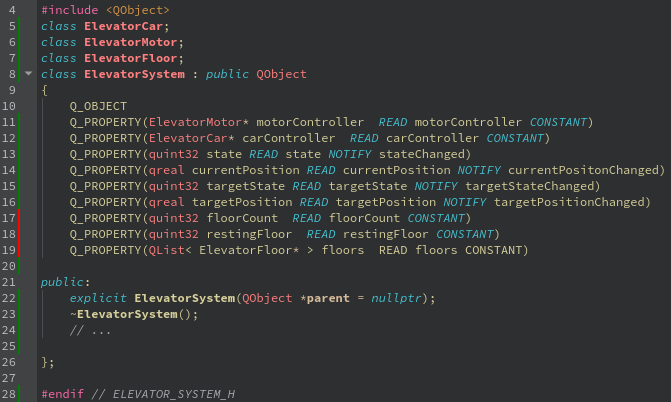 4 #include <QObject>
5 class ElevatorCar;
6 class ElevatorMotor;
7 class ElevatorFloor;
8 class ElevatorSystem : public QObject
9 {
10 Q_OBJECT
11 Q_PROPERTY(ElevatorMotor* motorController  READ motorController CONSTANT)
12 Q_PROPERTY(ElevatorCar* carController  READ carController CONSTANT)
13 Q_PROPERTY(quint32 state READ state NOTIFY stateChanged)
14 Q_PROPERTY(qreal currentPosition READ currentPosition NOTIFY currentPositonChanged)
15 Q_PROPERTY(quint32 targetState READ targetState NOTIFY targetStateChanged)
16 Q_PROPERTY(qreal targetPosition READ targetPosition NOTIFY targetPositionChanged)
17 Q_PROPERTY(quint32 floorCount  READ floorCount CONSTANT)
18 Q_PROPERTY(quint32 restingFloor  READ restingFloor CONSTANT)
19 Q_PROPERTY(QList< ElevatorFloor* > floors  READ floors CONSTANT)
20
21 public:
22 explicit ElevatorSystem(QObject *parent = nullptr);
23 ~ElevatorSystem();
24 // ...
25
26 };
27
28 #endif // ELEVATOR_SYSTEM_H